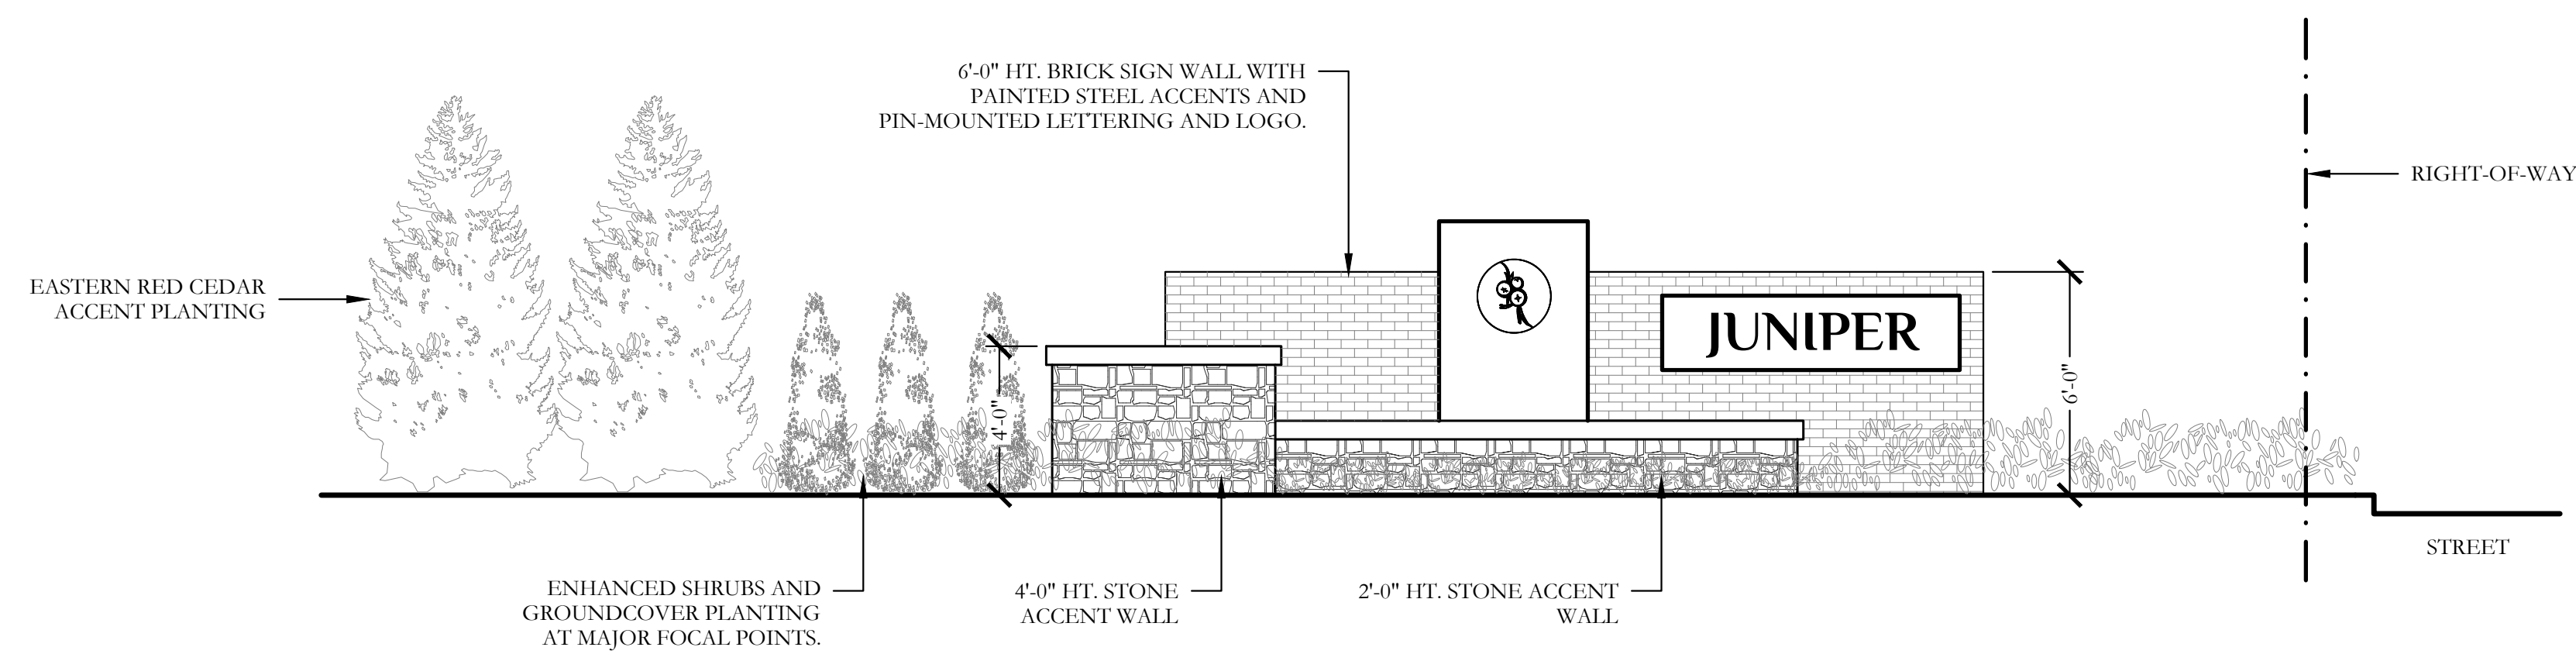 6'-0" HT. BRICK SIGN WALL WITH
PAINTED STEEL ACCENTS AND
PIN-MOUNTED LETTERING AND LOGO.
RIGHT-OF-WAY
EASTERN RED CEDAR
ACCENT PLANTING
JUNIPER
6'-0"
4'-0"
STREET
ENHANCED SHRUBS AND
GROUNDCOVER PLANTING
AT MAJOR FOCAL POINTS.
4'-0" HT. STONE
ACCENT WALL
2'-0" HT. STONE ACCENT
WALL